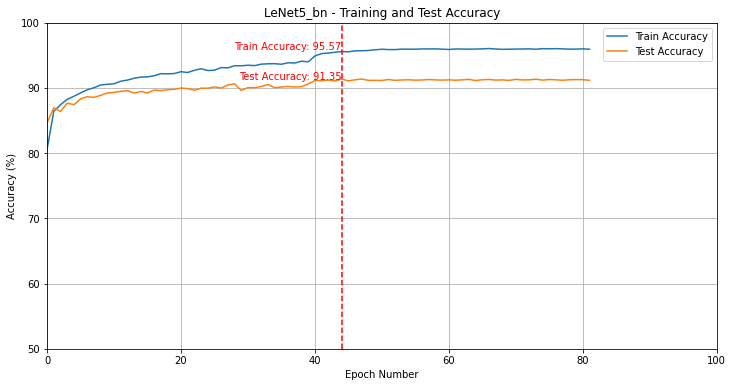 LeNet5_bn - Training and Test Accuracy
100
90
80
70
60
50
Accuracy (%)
Train Accuracy: 95.57
Test Accuracy: 91.35
Train Accuracy
Test Accuracy
0 20 40 60 80 100
Epoch Number